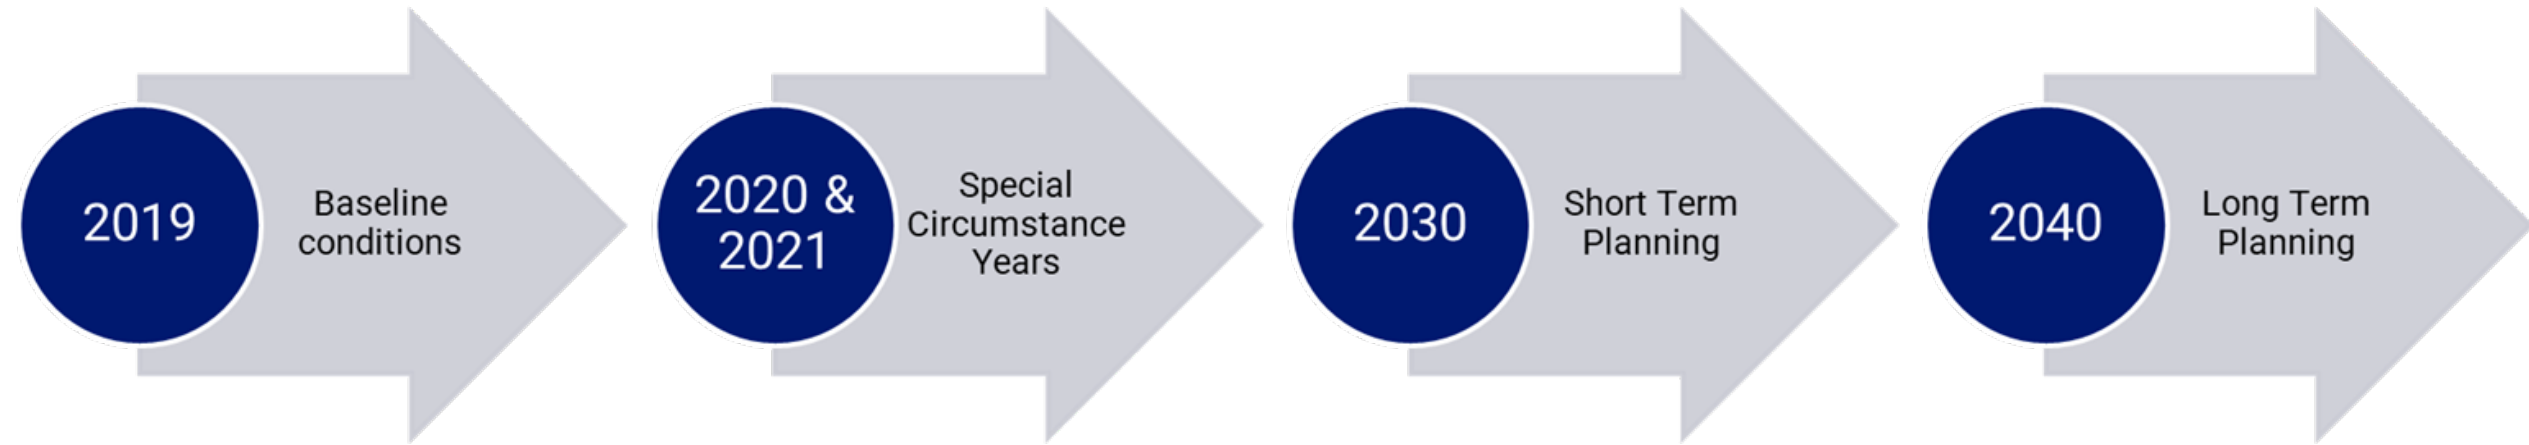 2019
Baseline
conditions
2020 &
2021
Special
Circumstance
Years
2030
Short Term
Planning
2040
Long Term
Planning